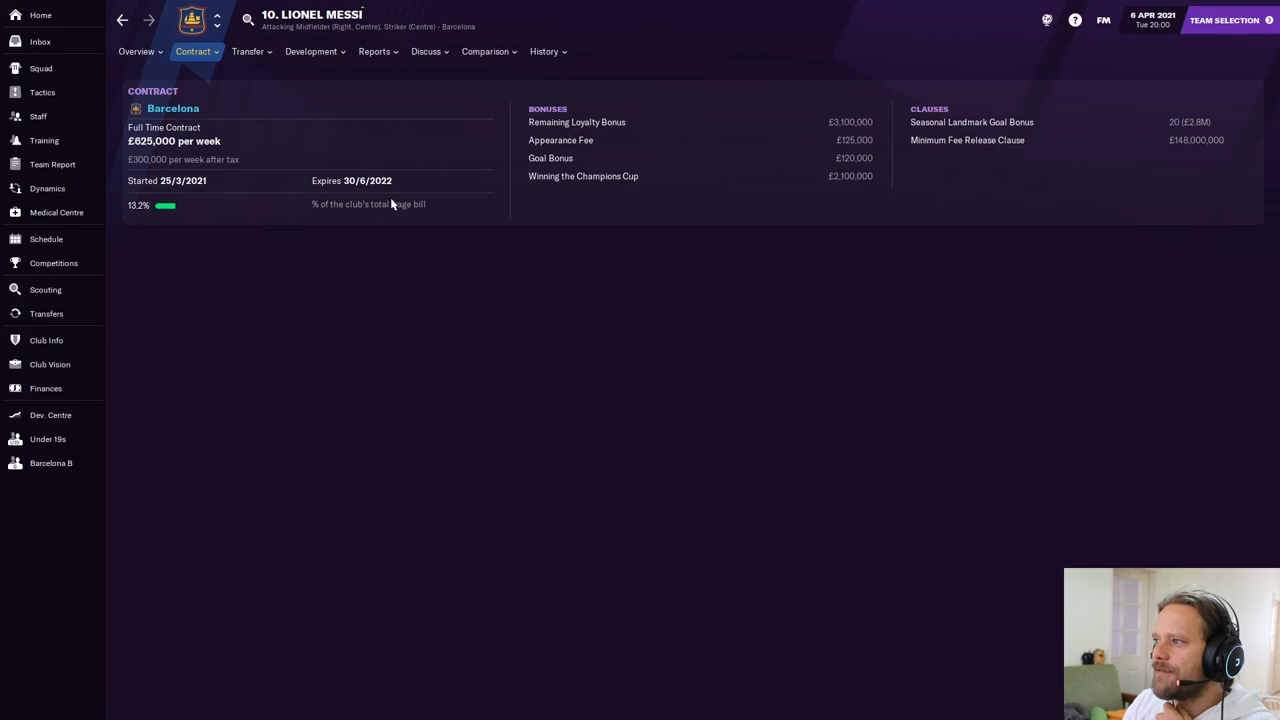 Home
Inbox
Squad
Tactics
Staff
Training
Team Report
Dynamics
Medical Centre
Schedule
Competitions
Scouting
Transfers
Club Info
Club Vision
Finances
Dev. Centre
Under 19s
Barcelona B
10. LIONEL MESSI
Attacking Midfielder (Right, Centre), Striker (Centre) - Barcelona
FM
6 APR 2021
Tue 20:00
TEAM SELECTION
Overview
Contract
Transfer
Development
Reports
Discuss
Comparison
History
CONTRACT
Barcelona
Full Time Contract
£625,000 per week
£300,000 per week after tax
Started 25/3/2021 Expires 30/6/2022
13.2% % of the club's total wage bill
BONUSES
Remaining Loyalty Bonus £3,100,000
Appearance Fee £125,000
Goal Bonus £120,000
Winning the Champions Cup £2,100,000
CLAUSES
Seasonal Landmark Goal Bonus 20 (£2.8M)
Minimum Fee Release Clause £148,000,000